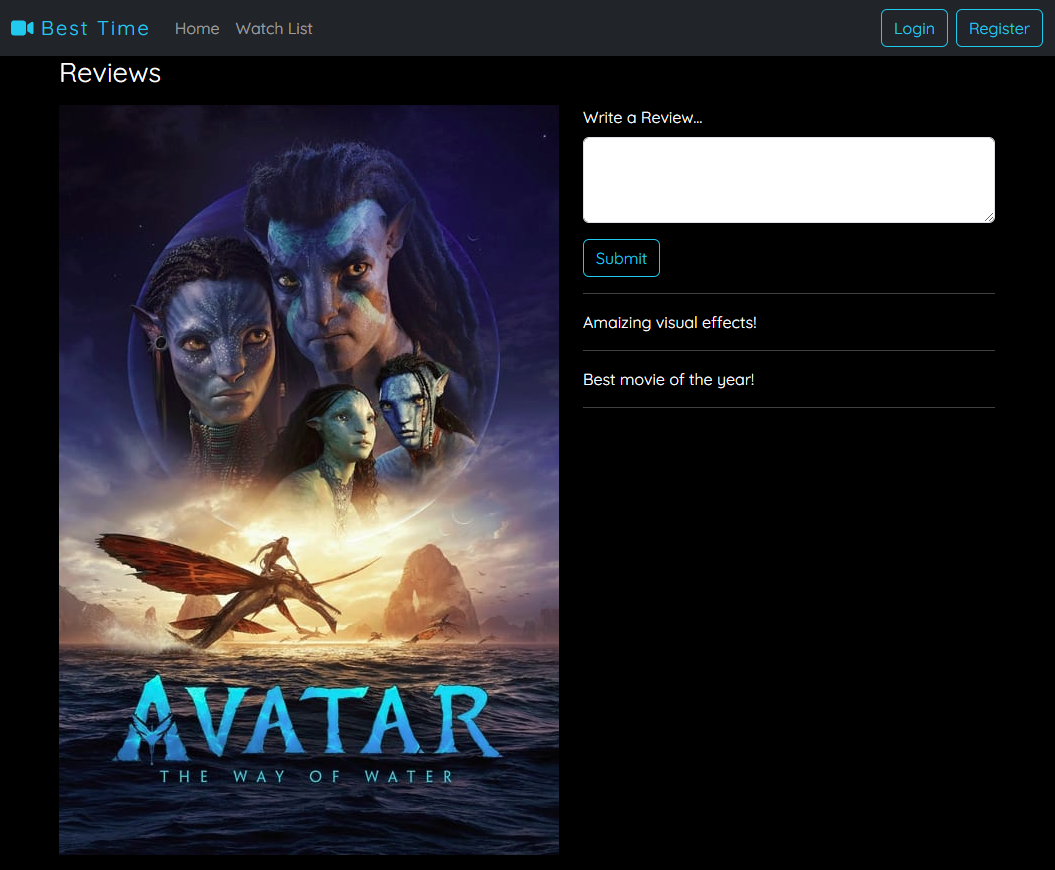 Best Time
Home
Watch List
Login
Register
Reviews
Write a Review...
Submit
Amaizing visual effects!
Best movie of the year!
AVATAR
THE WAY OF WATER